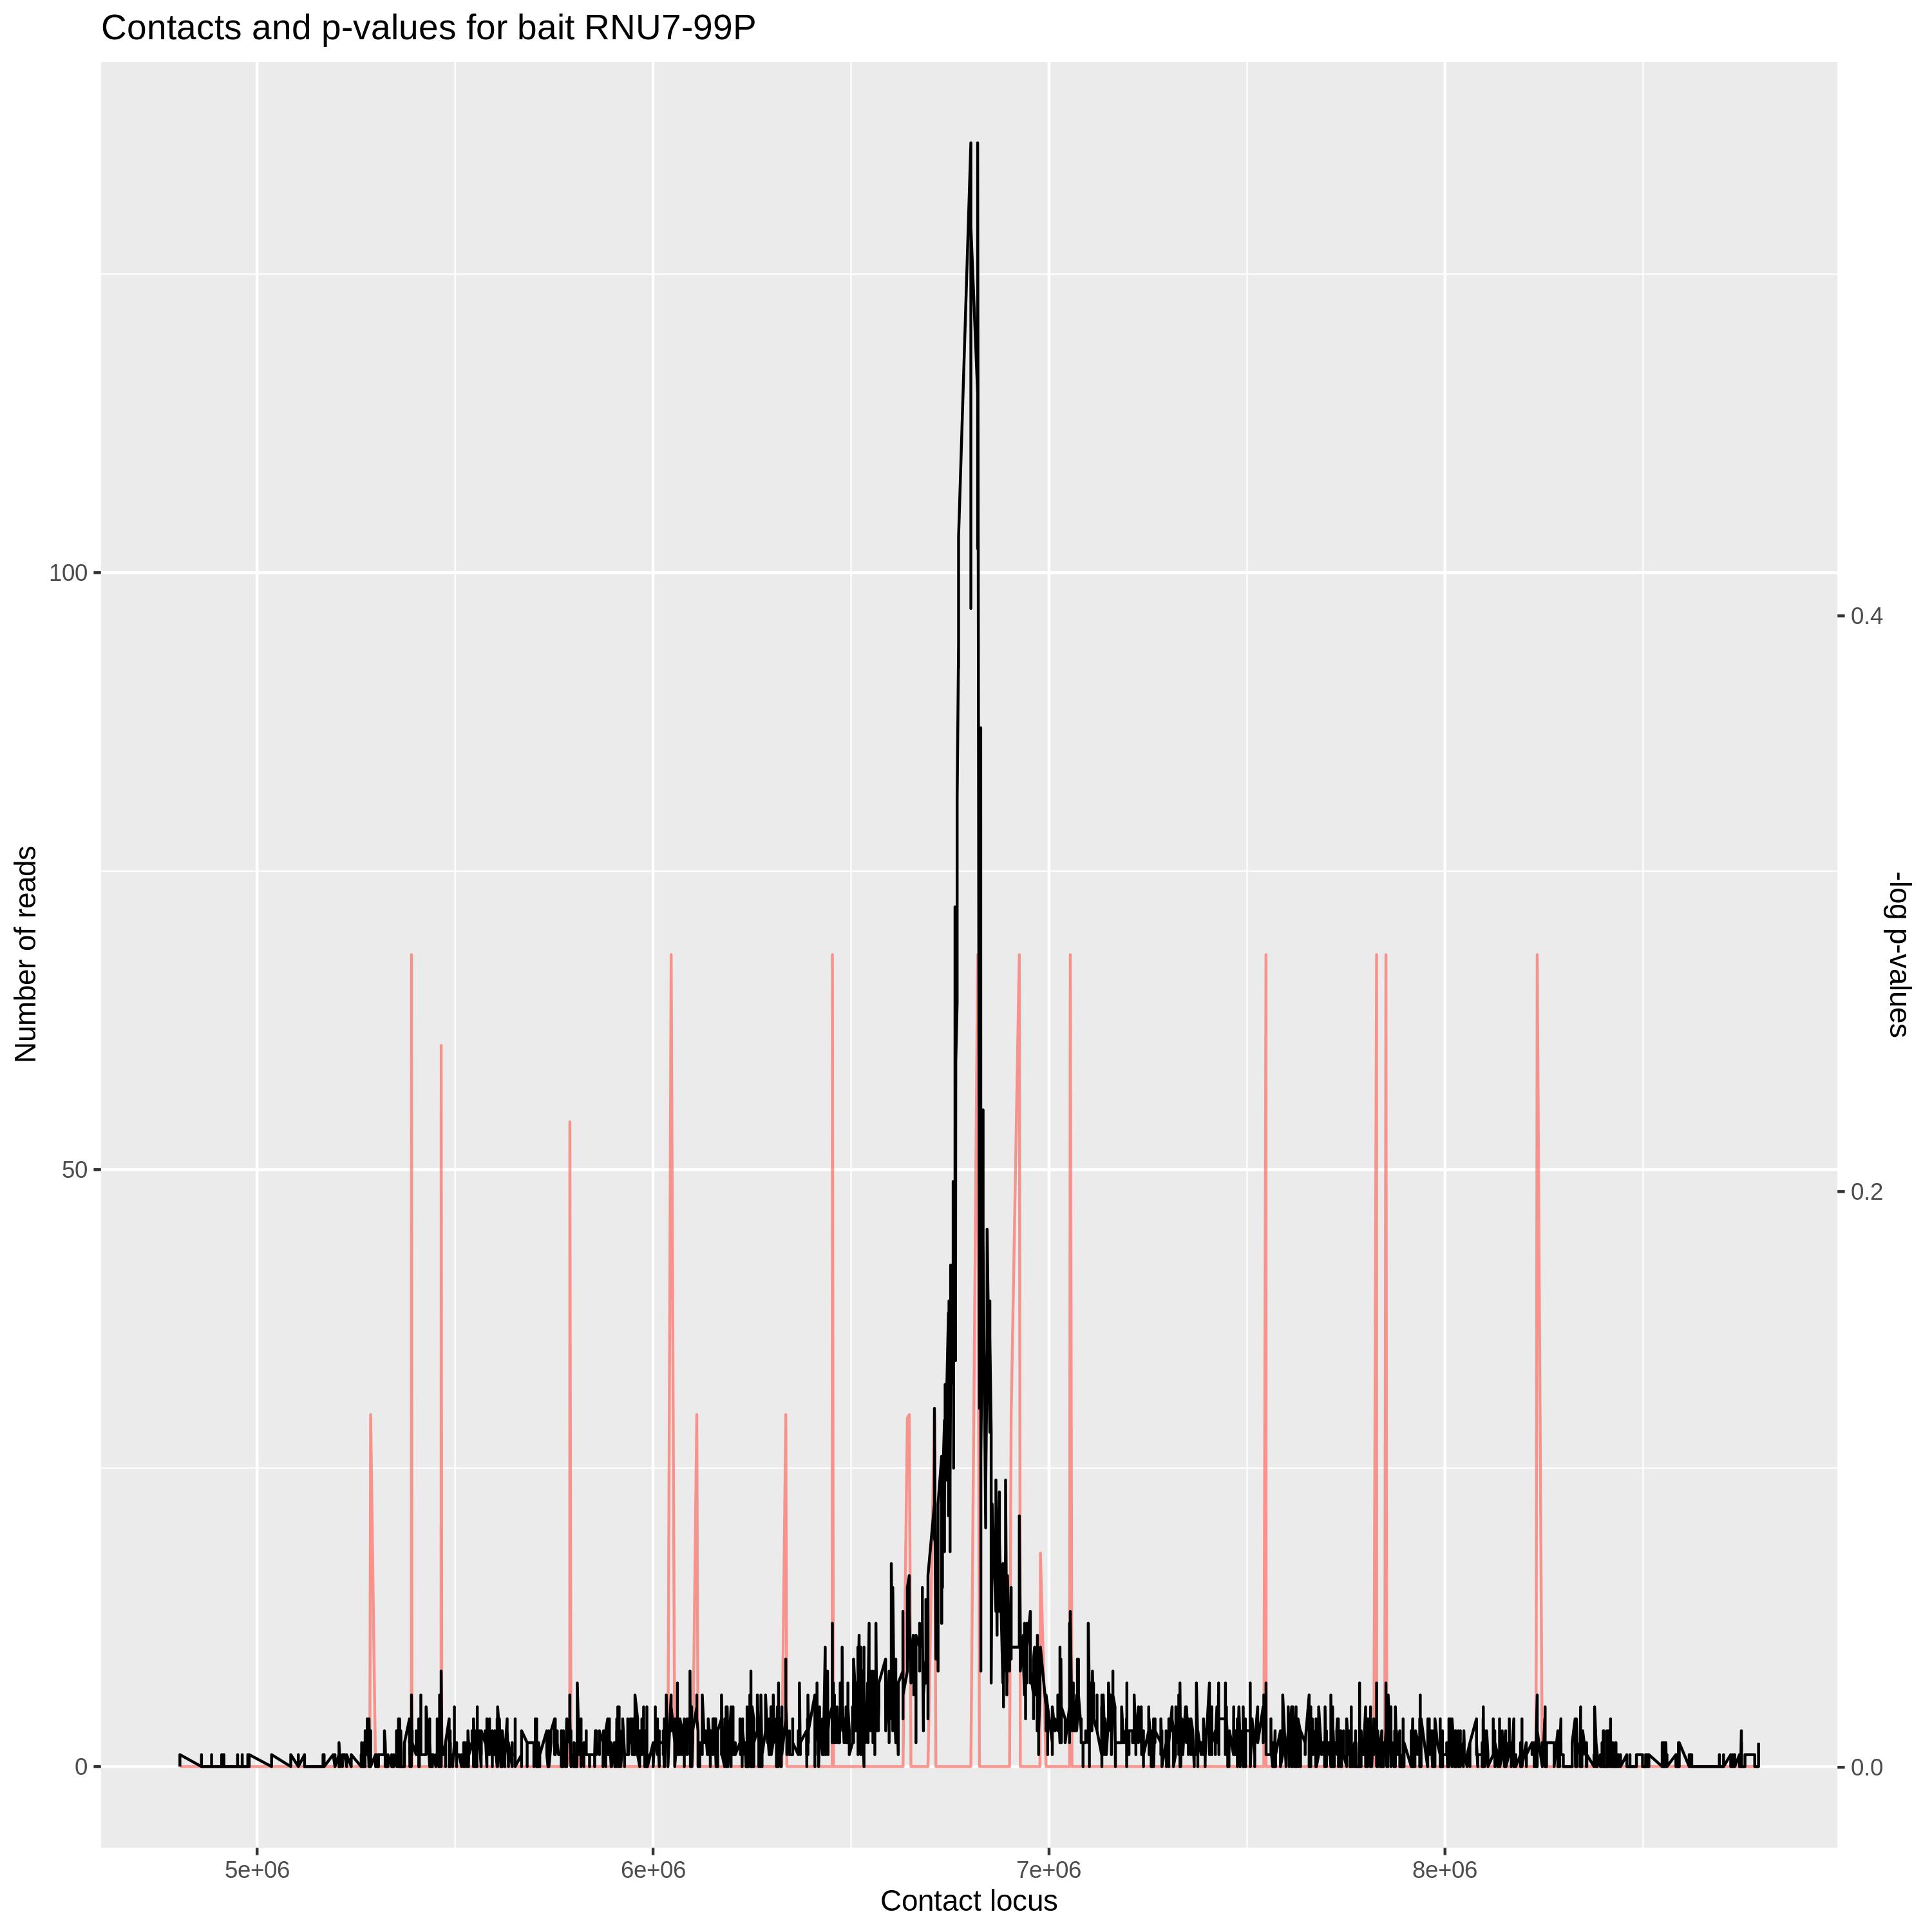 Contacts and p-values for bait RNU7-99P
100
50
0
Number of reads
0.4
0.2
0.0
-log p-values
5e+06
6e+06
7e+06
8e+06
Contact locus